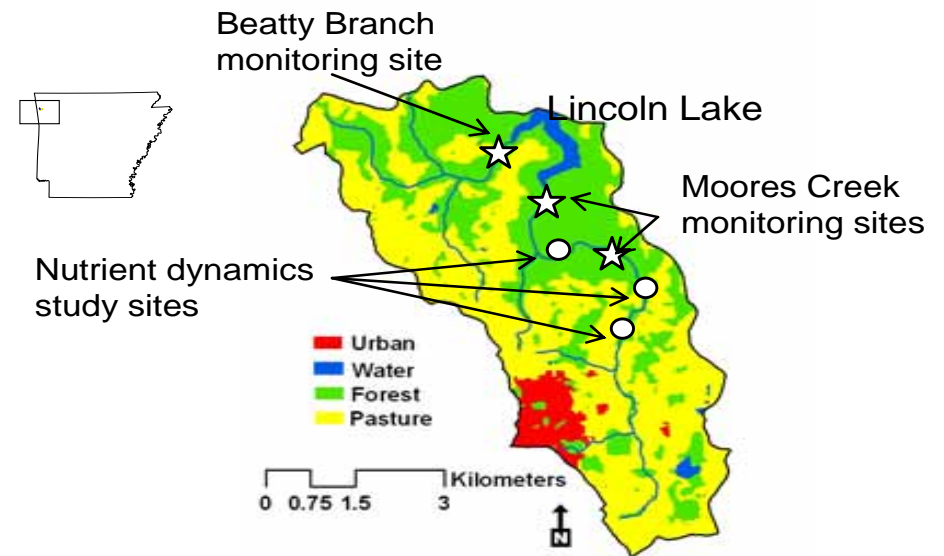 Beatty Branch
monitoring site
Lincoln Lake
Moores Creek
monitoring sites
Nutrient dynamics
study sites
Urban
Water
Forest
Pasture
Kilometers
0 0.75 1.5 3
N